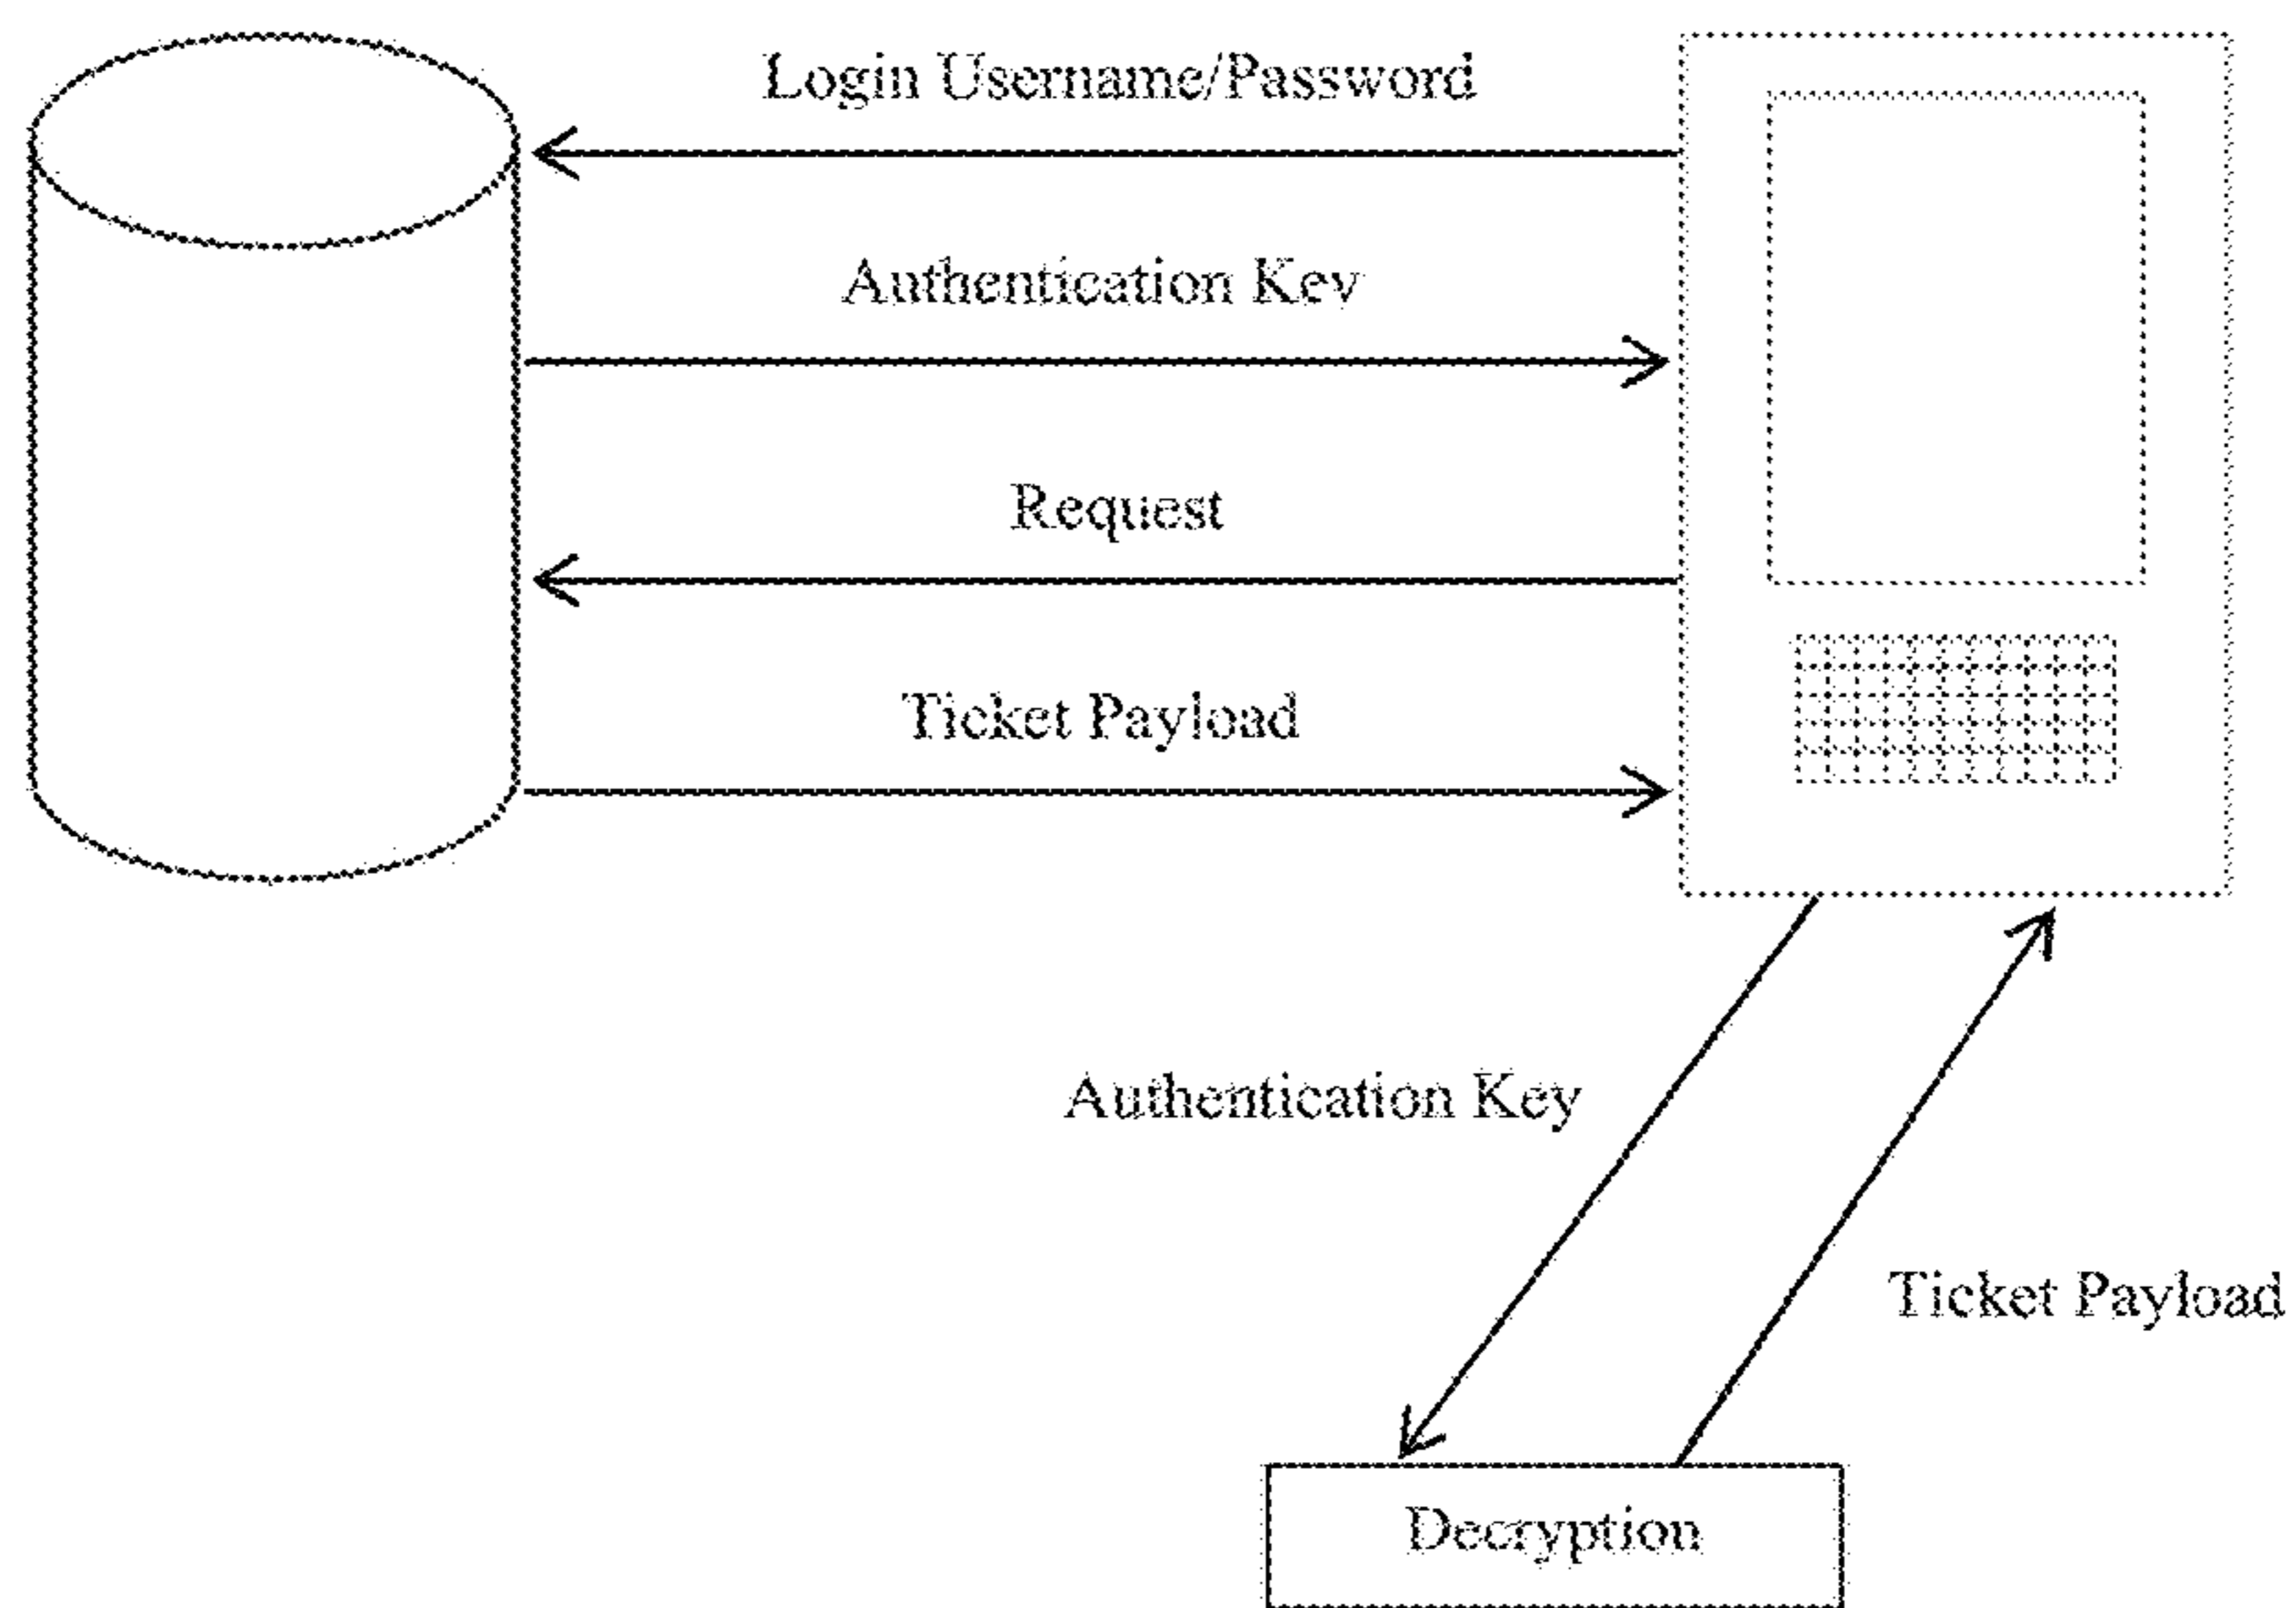 Login Username/Password
Authentication Key
Request
Ticket Payload
Authentication Key
Ticket Payload
Decryption